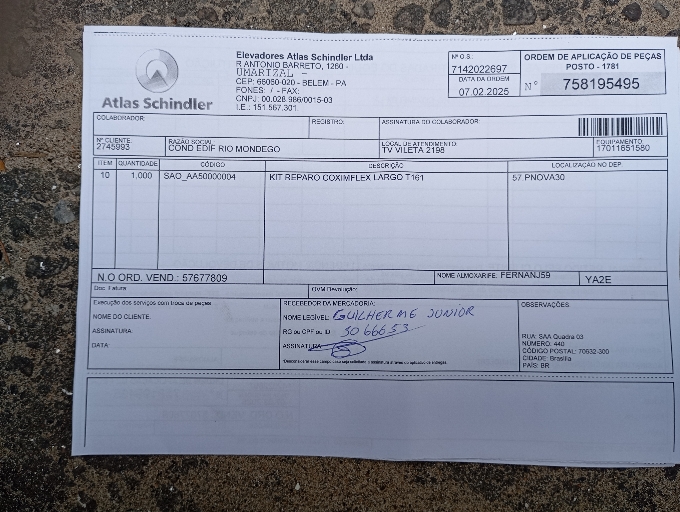 Atlas Schindler
Elevadores Atlas Schindler Ltda
R ANTONIO BARRETO, 1260 -
UMARIZAL -
CEP: 66060-020 - BELEM - PA
FONES: / - FAX:
CNPJ: 00.028.986/0015-03
I.E.: 151.567.301
Nº O.S.:
7142022697
DATA DA ORDEM
07.02.2025
ORDEM DE APLICAÇÃO DE PEÇAS
POSTO - 1781
Nº 758195495
COLABORADOR:
REGISTRO:
ASSINATURA DO COLABORADOR:
Nº CLIENTE:
2745993
RAZÃO SOCIAL
COND EDIF RIO MONDEGO
LOCAL DE ATENDIMENTO:
TV VILETA 2198
EQUIPAMENTO
17011651580
ITEM QUANTIDADE CÓDIGO DESCRIÇÃO LOCALIZAÇÃO NO DEP
10 1,000 SAO_AA50000004 KIT REPARO COXIMFLEX LARGO T161 57.PNOVA30
N.O ORD. VEND.: 57677809
NOME ALMOXARIFE: FERNANJ59
YA2E
Doc. Fatura
OVM Devolução:
Execução dos serviços com troca de peças.
NOME DO CLIENTE:
ASSINATURA:
DATA:
RECEBEDOR DA MERCADORIA:
NOME LEGÍVEL: GUILHERME JUNIOR
RG ou CPF ou ID: 3066653
ASSINATURA
OBSERVAÇÕES:
RUA: SAA Quadra 03
NUMERO: 440
CÓDIGO POSTAL: 70632-300
CIDADE: Brasília
PAÍS: BR